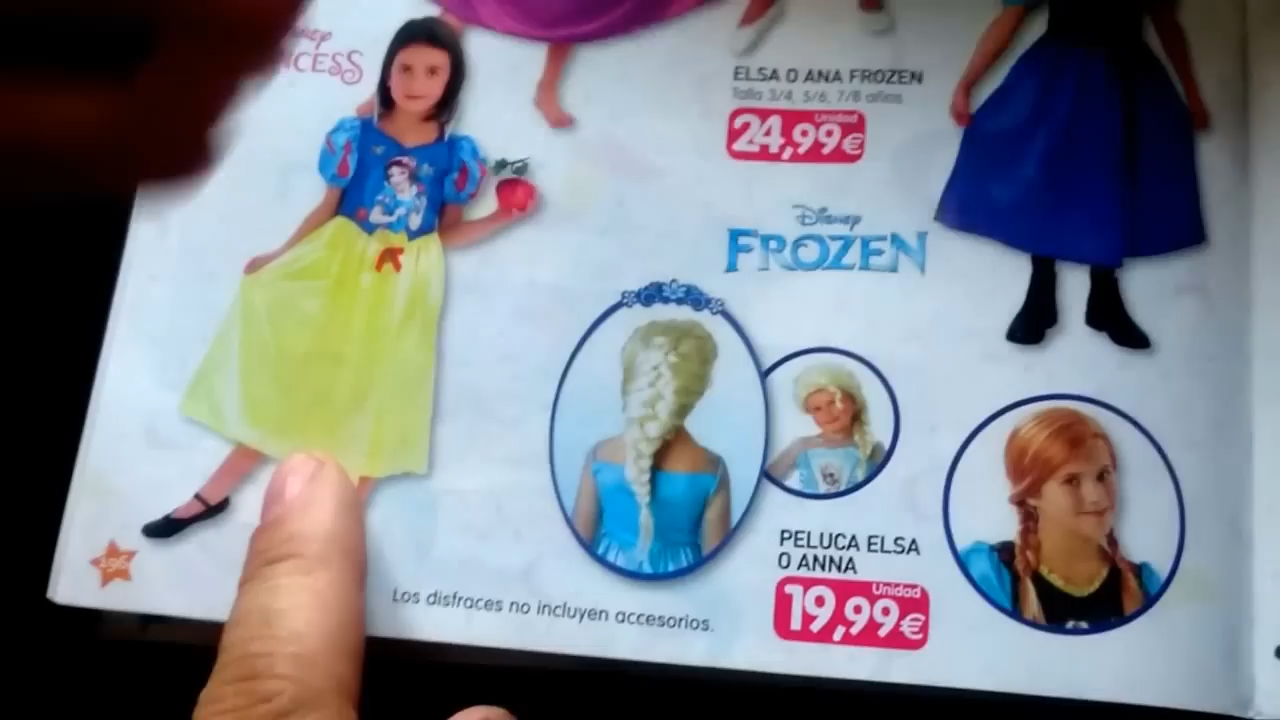 PRINCESS
ELSA O ANA FROZEN
Talla 3/4, 5/6, 7/8 años
Unidad
24,99€
Disney
FROZEN
PELUCA ELSA
O ANNA
Unidad
19,99€
Los disfraces no incluyen accesorios.
196